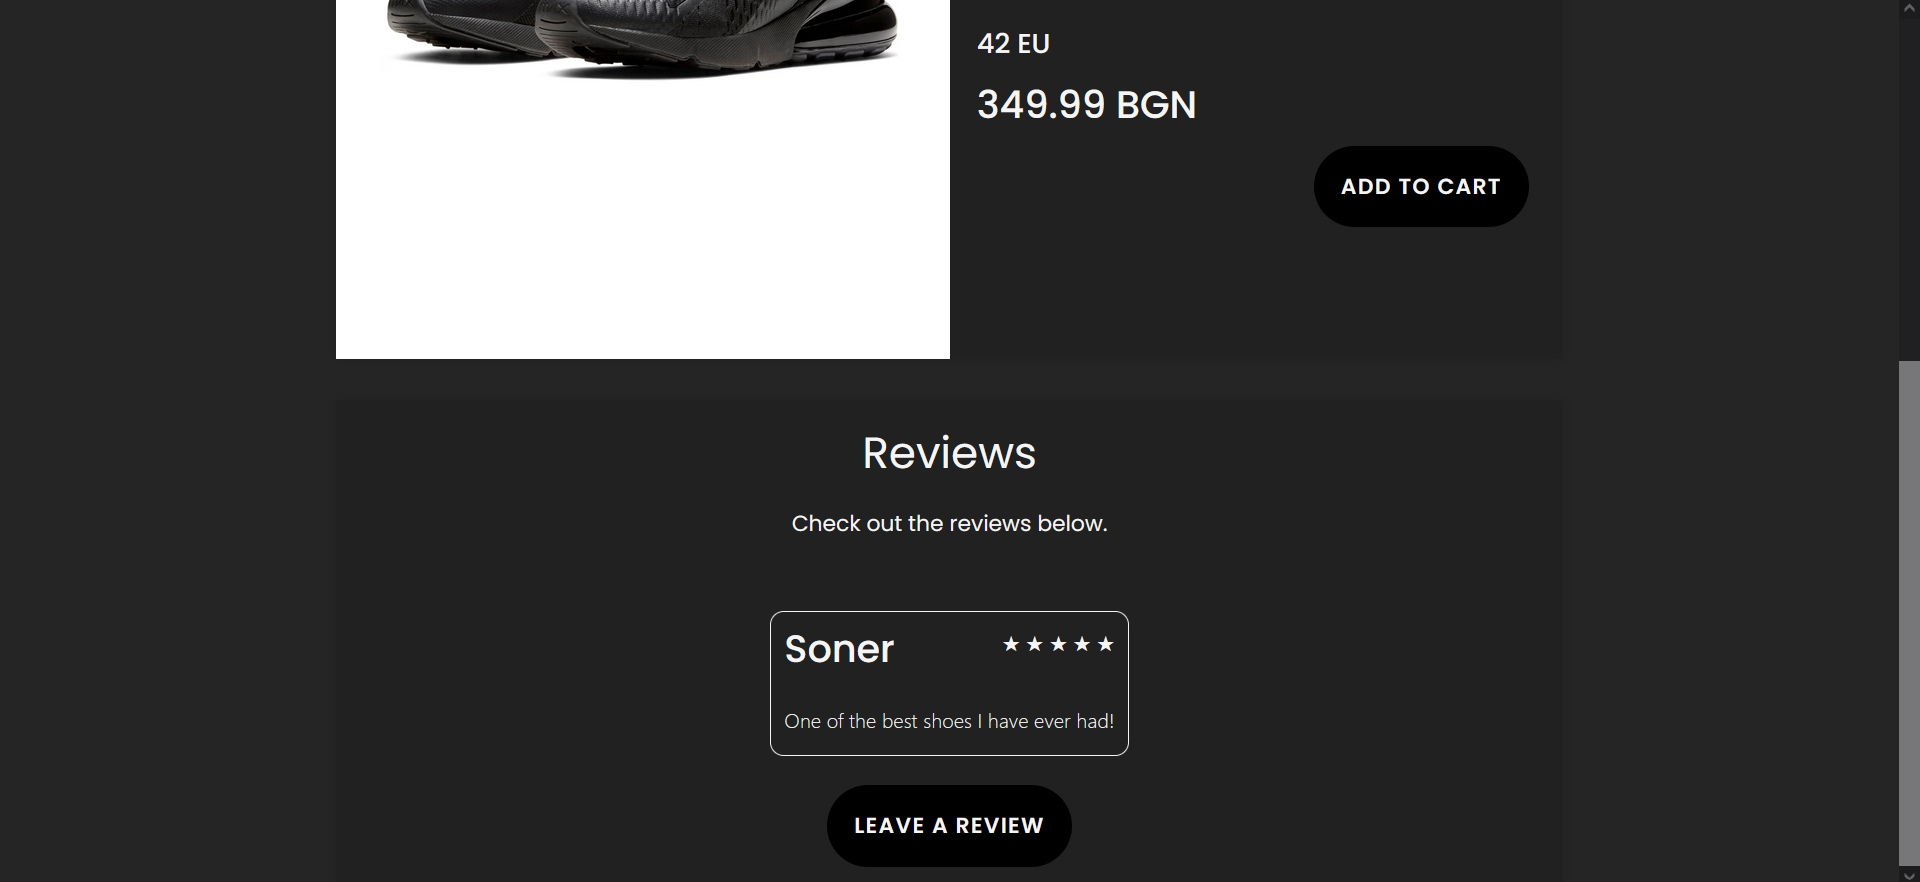 42 EU
349.99 BGN
ADD TO CART
Reviews
Check out the reviews below.
Soner ★ ★ ★ ★ ★
One of the best shoes I have ever had!
LEAVE A REVIEW